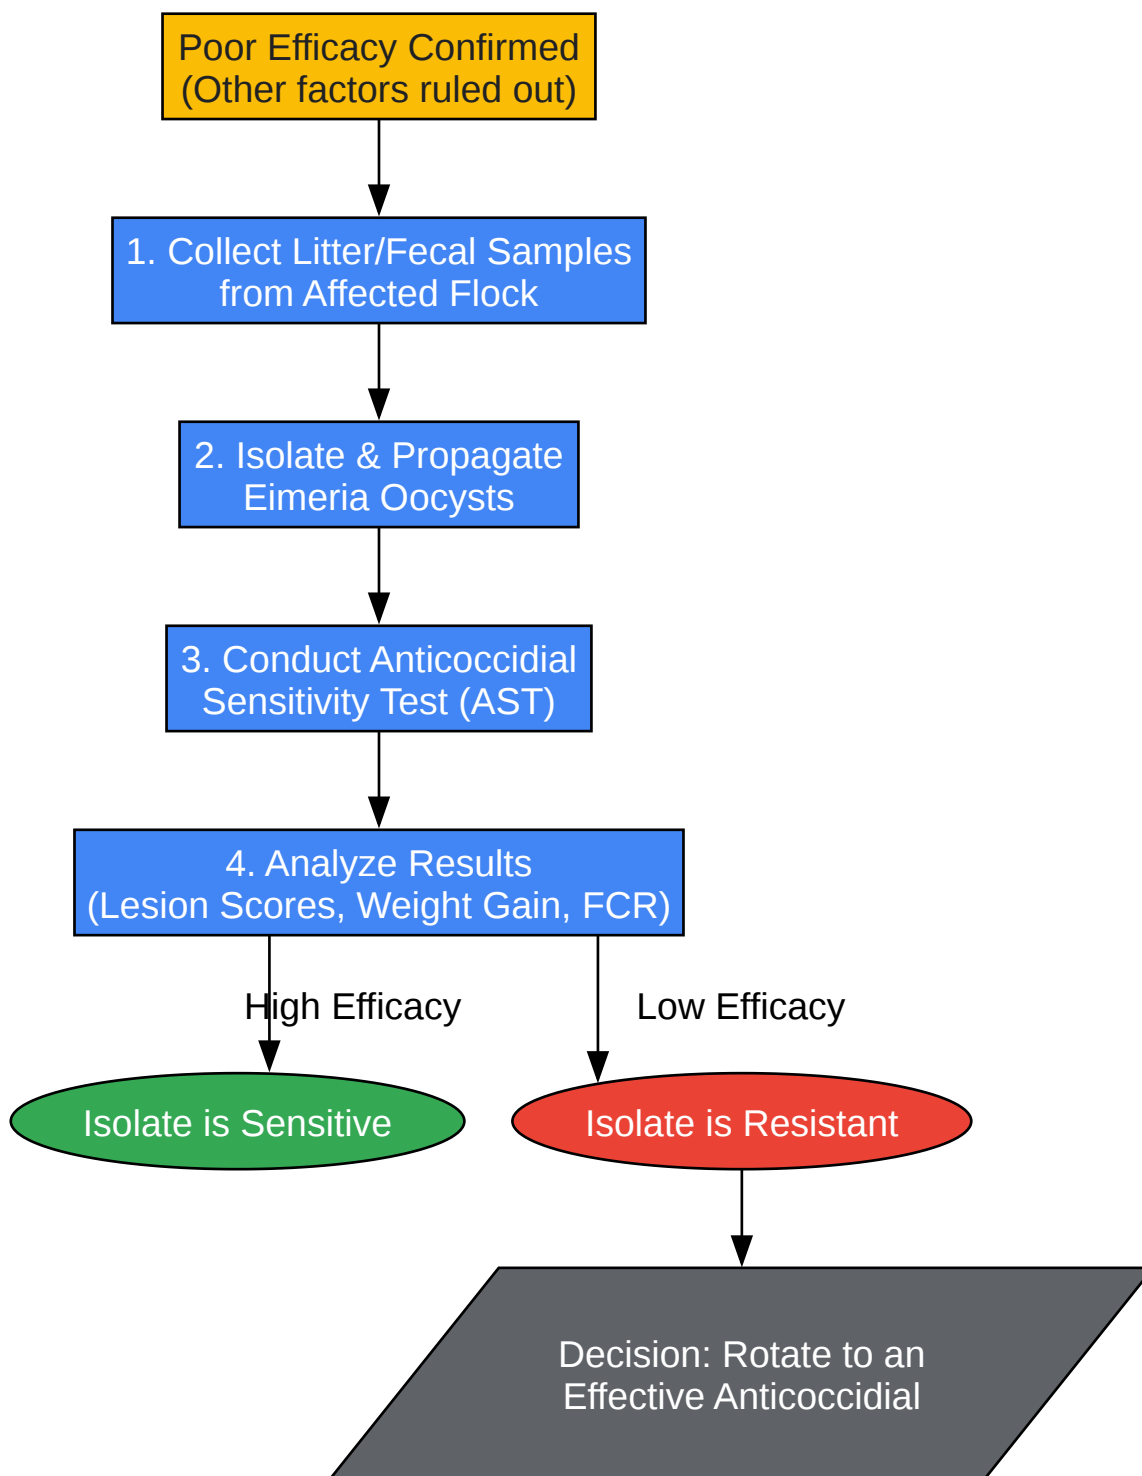 Poor Efficacy Confirmed
(Other factors ruled out)
1. Collect Litter/Fecal Samples
from Affected Flock
2. Isolate & Propagate
Eimeria Oocysts
3. Conduct Anticoccidial
Sensitivity Test (AST)
4. Analyze Results
(Lesion Scores, Weight Gain, FCR)
High Efficacy
Low Efficacy
Isolate is Sensitive
Isolate is Resistant
Decision: Rotate to an
Effective Anticoccidial